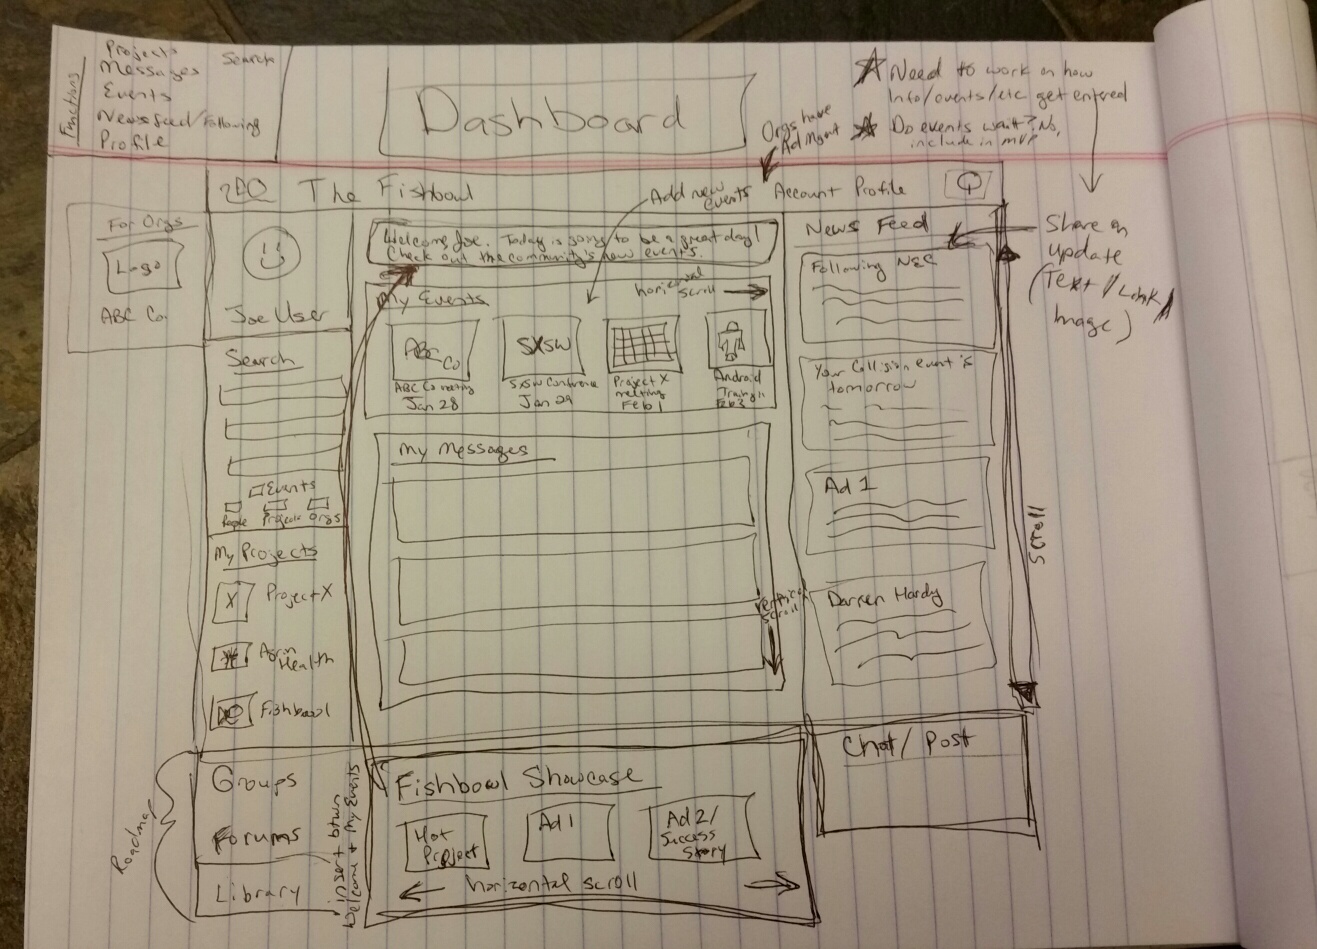 Functions
Projects
Search
Messages
Events
Newsfeed/Following
Profile
Dashboard
Need to work on how
Info/events/etc get entered
Do events wait? No,
include in MVP
Orgs have
Ad Mgmt
The Fishbowl
Add new
events
Account Profile
For Orgs
Logo
ABC Co.
Joe User
Search
Events
People
Projects
Orgs
My Projects
X
Project X
Health
Fishbowl
Roadmap
Groups
Forums
Library
insert btwn
Welcome + My Events
Welcome Joe. Today is going to be a great day!
Check out the community's new events.
My Events
horizontal
scroll
ABC Co
ABC Co meeting
Jan 28
SXSW
SXSW Conference
Jan 29
Project X
meeting
Feb 1
Android
Training
Feb 3
My Messages
vertical
scroll
Fishbowl Showcase
Hot
Project
Ad 1
Ad 2/
Success
Story
horizontal scroll
News Feed
Following NEC
Your Collision event is
tomorrow
Ad 1
Darren Hardy
Scroll
Chat/Post
Share an
update
(Text/Link/
Image)